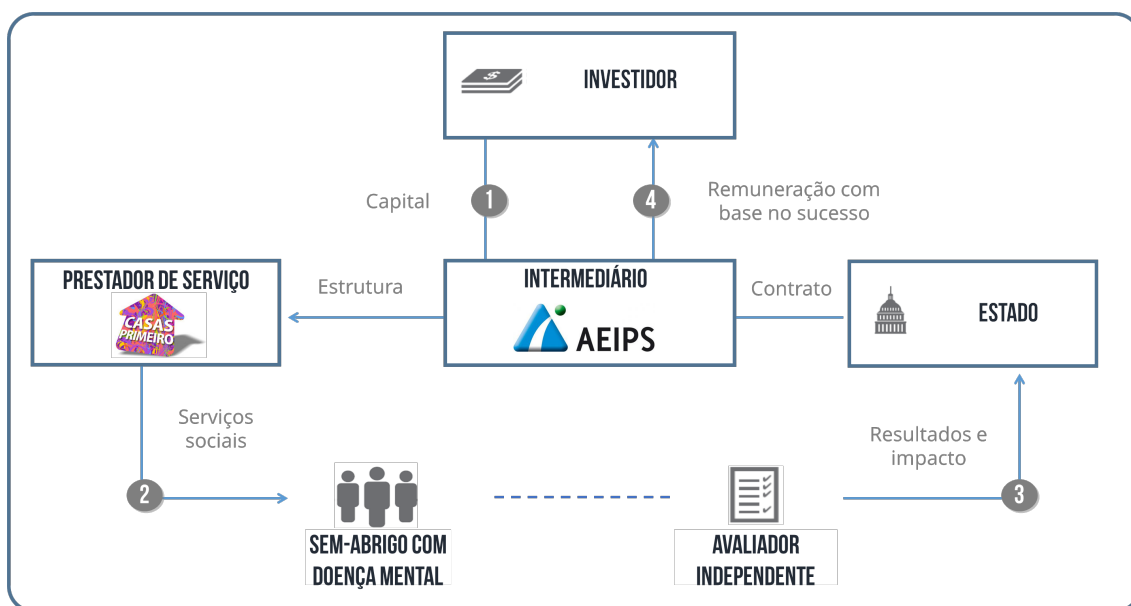 $
INVESTIDOR
Capital
1
4
Remuneração com
base no sucesso
PRESTADOR DE SERVIÇO
CASAS
PRIMEIRO
Estrutura
INTERMEDIÁRIO
AEIPS
Contrato
ESTADO
Serviços
sociais
Resultados e
impacto
2
3
SEM-ABRIGO COM
DOENÇA MENTAL
AVALIADOR
INDEPENDENTE